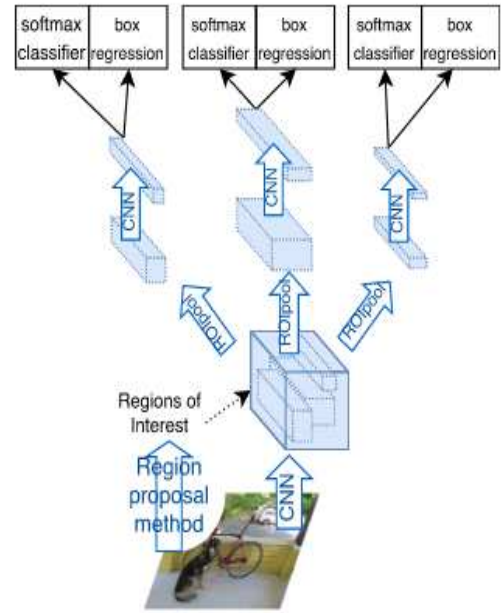 softmax
classifier
box
regression
softmax
classifier
box
regression
softmax
classifier
box
regression
CNN
CNN
CNN
ROIpool
ROIpool
ROIpool
Regions of
Interest
Region
proposal
method
CNN